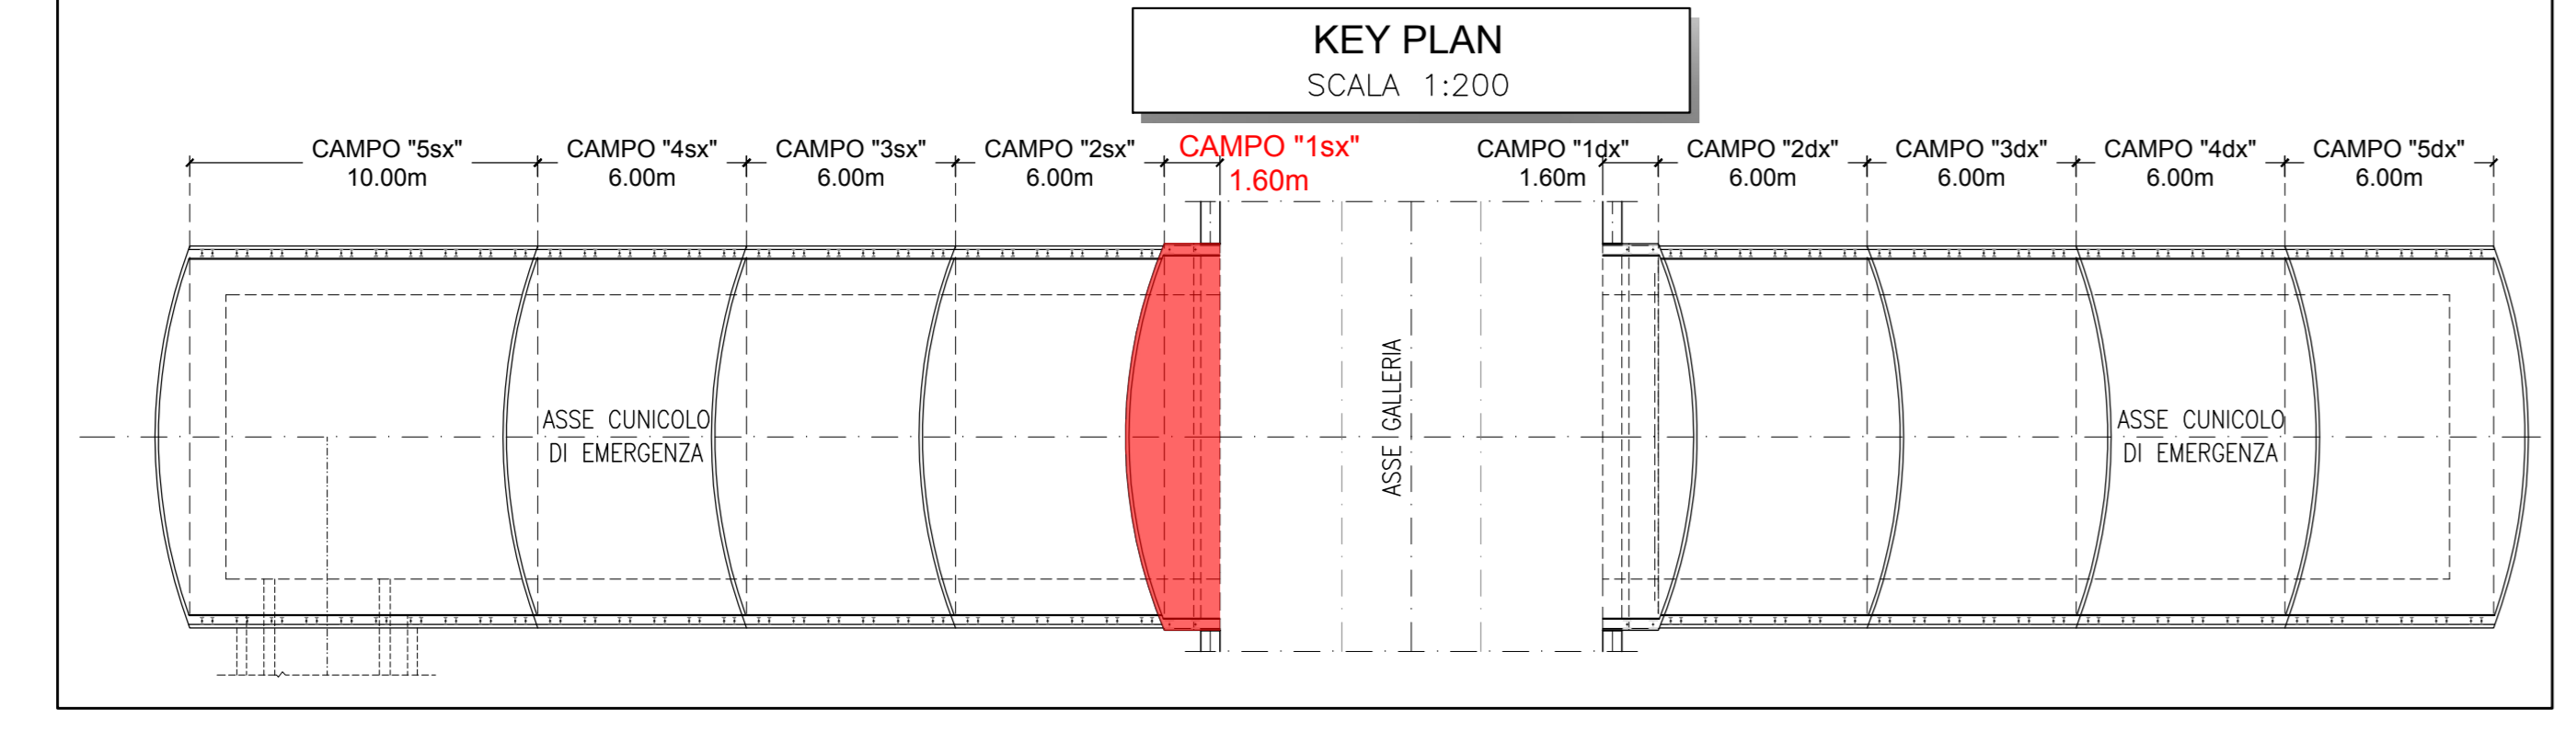 KEY PLAN
SCALA 1:200
CAMPO "5sx"
10.00m
CAMPO "4sx"
6.00m
CAMPO "3sx"
6.00m
CAMPO "2sx"
6.00m
CAMPO "1sx"
1.60m
CAMPO "1dx"
1.60m
CAMPO "2dx"
6.00m
CAMPO "3dx"
6.00m
CAMPO "4dx"
6.00m
CAMPO "5dx"
6.00m
ASSE CUNICOLO
DI EMERGENZA
ASSE GALLERIA
ASSE CUNICOLO
DI EMERGENZA